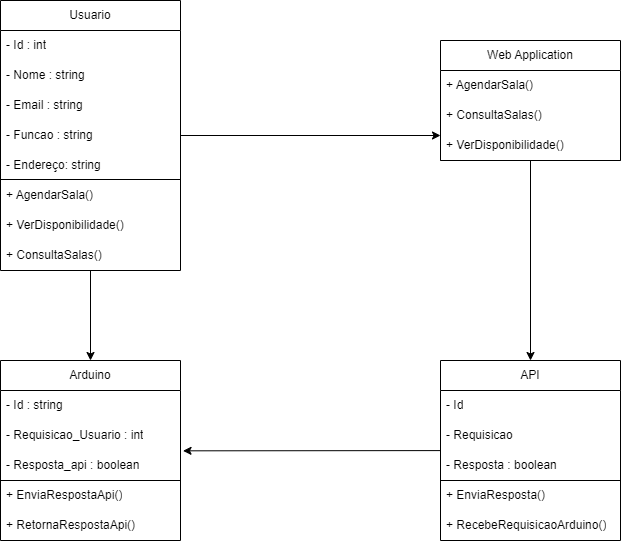 Usuario
- Id : int
- Nome : string
- Email : string
- Funcao : string
- Endereço: string
+ AgendarSala()
+ VerDisponibilidade()
+ ConsultaSalas()
Web Application
+ AgendarSala()
+ ConsultaSalas()
+ VerDisponibilidade()
Arduino
- Id : string
- Requisicao_Usuario : int
- Resposta_api : boolean
+ EnviaRespostaApi()
+ RetornaRespostaApi()
API
- Id
- Requisicao
- Resposta : boolean
+ EnviaResposta()
+ RecebeRequisicaoArduino()